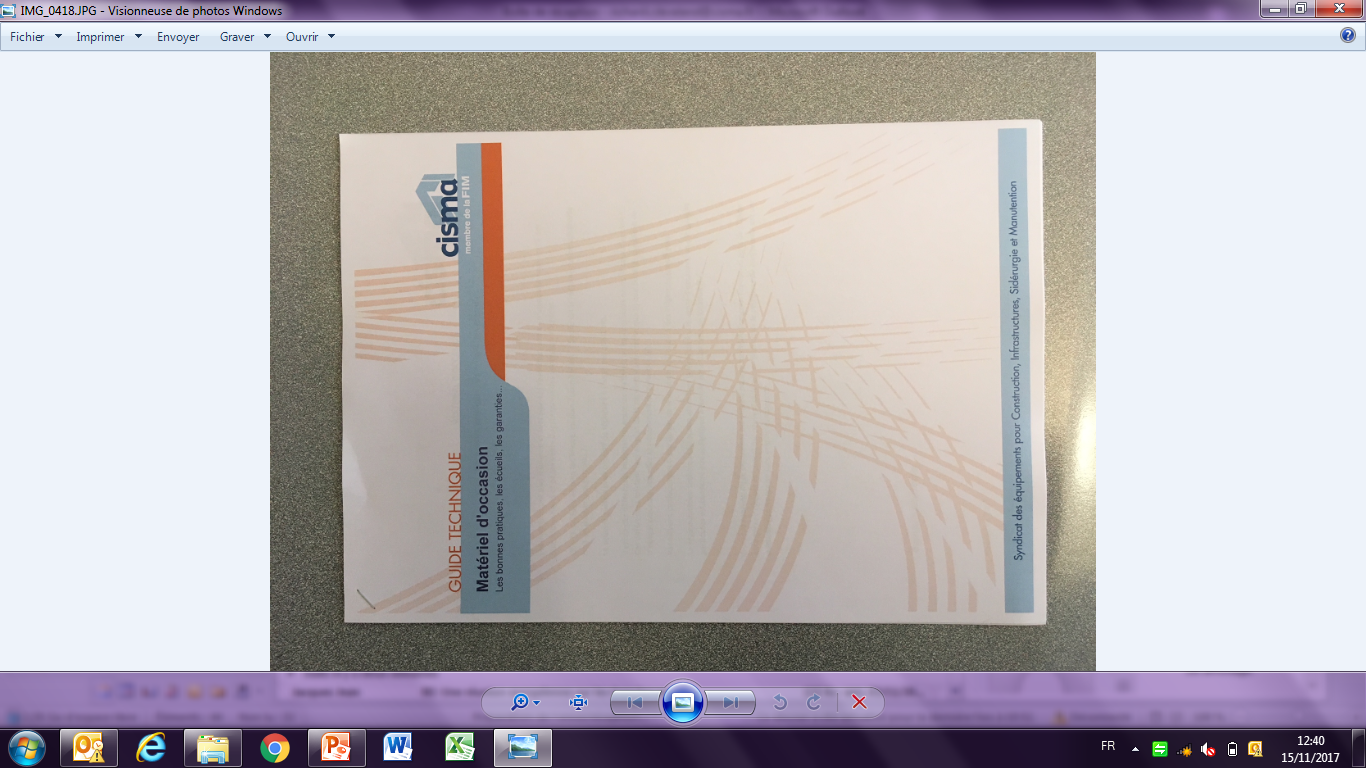 IMG_0418.JPG - Visionneuse de photos Windows
Fichier Imprimer Envoyer Graver Ouvrir
cisma
membre de la FIM
GUIDE TECHNIQUE
Matériel d'occasion
Les bonnes pratiques, les écueils, les garanties...
Syndicat des équipements pour Construction, Infrastructures, Sidérurgie et Manutention
FR
12:40
15/11/2017